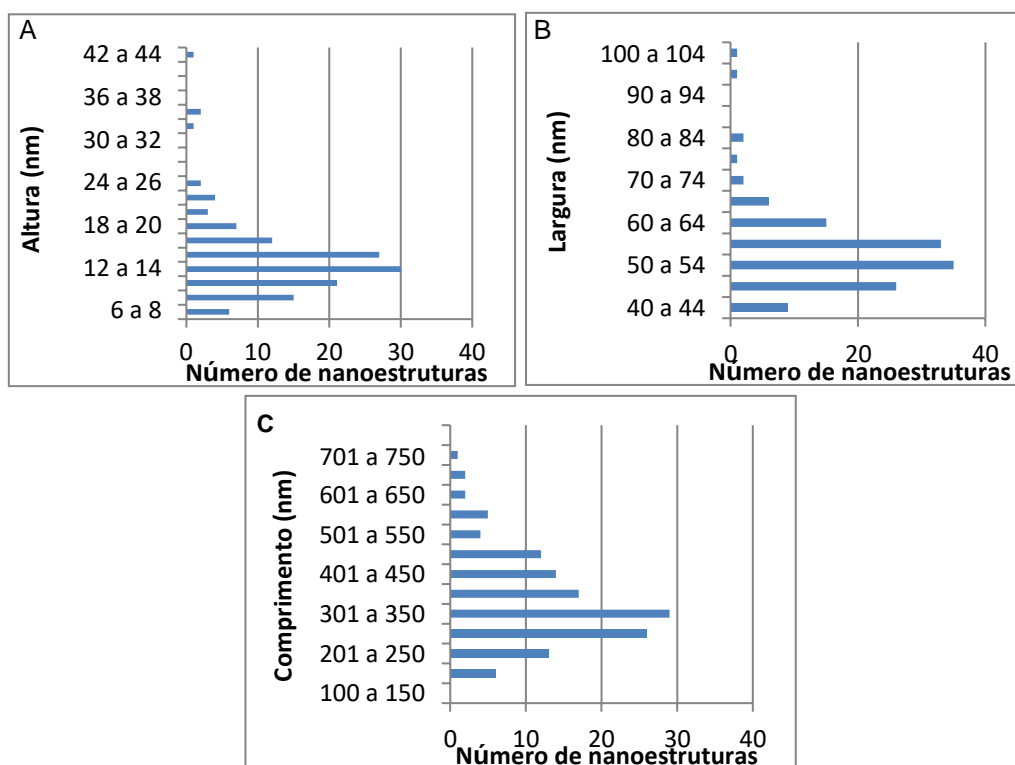 A
42 a 44
36 a 38
30 a 32
24 a 26
18 a 20
12 a 14
6 a 8
Altura (nm)
0 10 20 30 40
Número de nanoestruturas
B
100 a 104
90 a 94
80 a 84
70 a 74
60 a 64
50 a 54
40 a 44
Largura (nm)
0 20 40
Número de nanoestruturas
C
701 a 750
601 a 650
501 a 550
401 a 450
301 a 350
201 a 250
100 a 150
Comprimento (nm)
0 10 20 30 40
Número de nanoestruturas